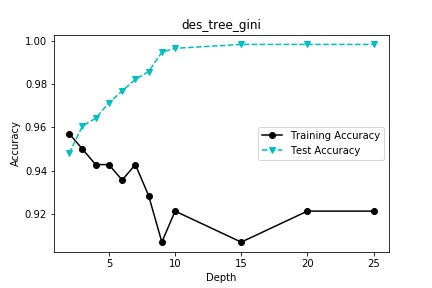 des_tree_gini
1.00
0.98
0.96
0.94
0.92
Accuracy
Training Accuracy
Test Accuracy
5
10
15
20
25
Depth